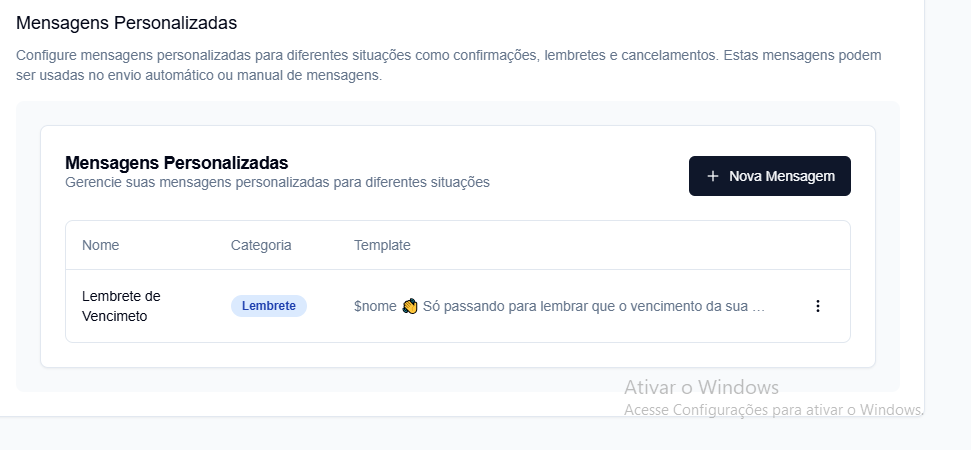 Mensagens Personalizadas
Configure mensagens personalizadas para diferentes situações como confirmações, lembretes e cancelamentos. Estas mensagens podem
ser usadas no envio automático ou manual de mensagens.
Mensagens Personalizadas
Gerencie suas mensagens personalizadas para diferentes situações
+ Nova Mensagem
Nome Categoria Template
Lembrete de
Vencimeto
Lembrete
$nome 👏 Só passando para lembrar que o vencimento da sua ...
Ativar o Windows
Acesse Configurações para ativar o Windows.